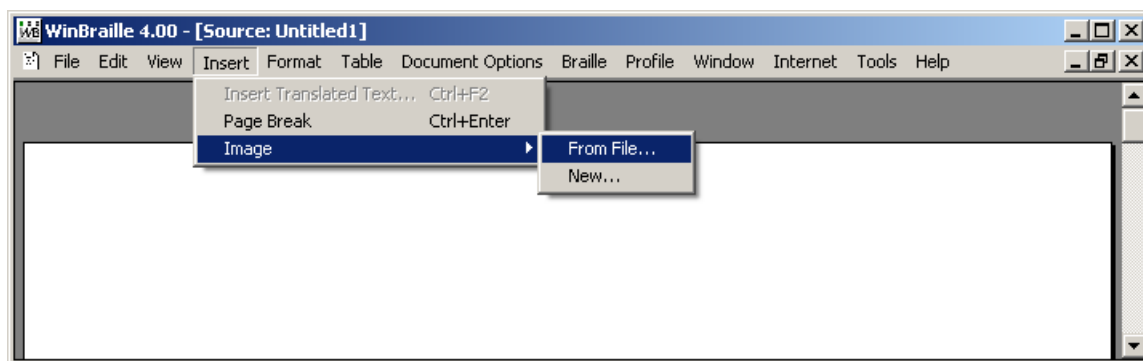 WinBraille 4.00 - [Source: Untitled1]
File Edit View Insert Format Table Document Options Braille Profile Window Internet Tools Help
Insert Translated Text... Ctrl+F2
Page Break Ctrl+Enter
Image From File...
New...